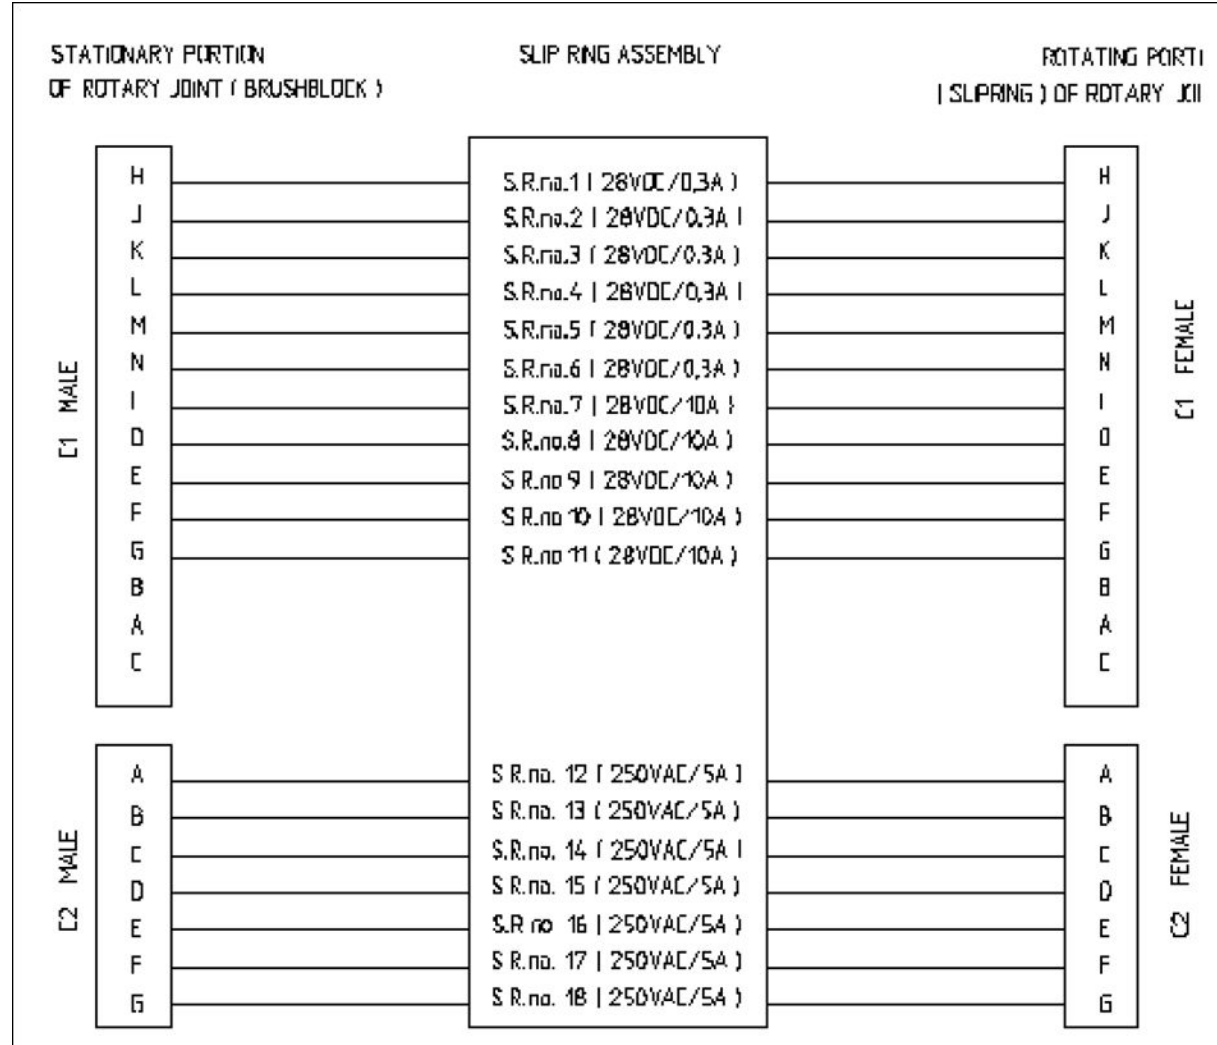 STATIONARY PORTION
OF ROTARY JOINT ( BRUSHBLOCK )
SLIP RING ASSEMBLY
ROTATING PORTI
( SLIPRING ) OF ROTARY JOI
C1 MALE
H
J
K
L
M
N
I
D
E
F
G
B
A
C
S.R.no.1 ( 28VDC/0,3A )
S.R.no.2 ( 28VDC/0.3A )
S.R.no.3 ( 28VDC/0.3A )
S.R.no.4 ( 28VDC/0,3A )
S.R.no.5 ( 28VDC/0.3A )
S.R.no.6 ( 28VDC/0,3A )
S.R.no.7 ( 28VDC/10A )
S.R.no.8 ( 28VDC/10A )
S R.no 9 ( 28VDC/10A )
S R.no 10 ( 28VDC/10A )
S R.no 11 ( 28VDC/10A )
H
J
K
L
M
N
I
D
E
F
G
B
A
C
C1 FEMALE
C2 MALE
A
B
C
D
E
F
G
S R.no. 12 ( 250VAC/5A )
S R.no. 13 ( 250VAC/5A )
S.R.no. 14 ( 250VAC/5A )
S R.no. 15 ( 250VAC/5A )
S.R no 16 ( 250VAC/5A )
S R.no. 17 ( 250VAC/5A )
S R.no. 18 ( 250VAC/5A )
A
B
C
D
E
F
G
C2 FEMALE